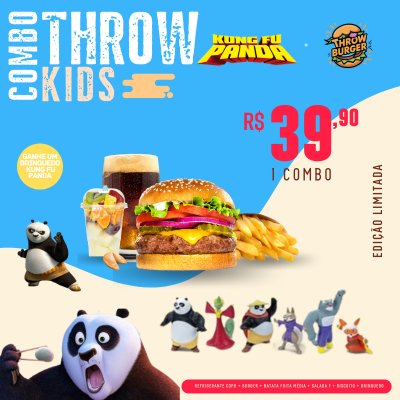 COMBO
THROW
KIDS
KUNG FU
PANDA
THROW
BURGER
R$ 39,90
1 COMBO
GANHE UM
BRINQUEDO
KUNG FU
PANDA
EDIÇÃO LIMITADA
REFRIGERANTE COPO • BURGER • BATATA FRITA MEDIA • SALADA F • BISCOITO • BRINQUEDO